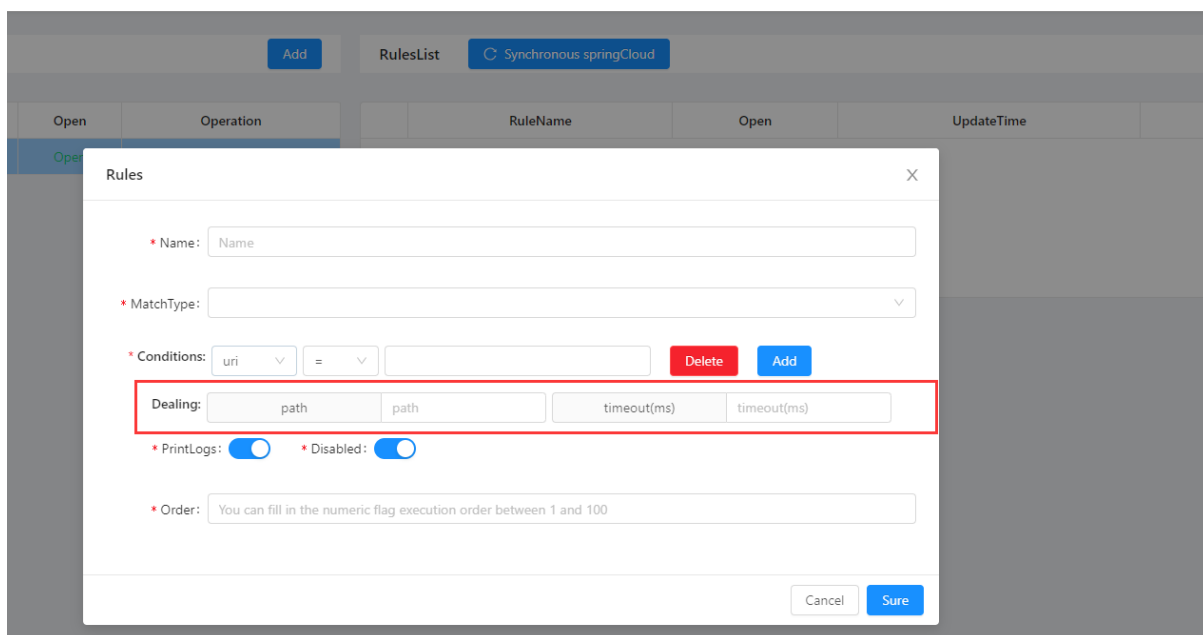 Add
RulesList
Synchronous springCloud
Open Operation RuleName Open UpdateTime
Open
Rules
* Name: Name
* MatchType:
* Conditions: uri = Delete Add
Dealing: path path timeout(ms) timeout(ms)
* PrintLogs: * Disabled:
* Order: You can fill in the numeric flag execution order between 1 and 100
Cancel Sure